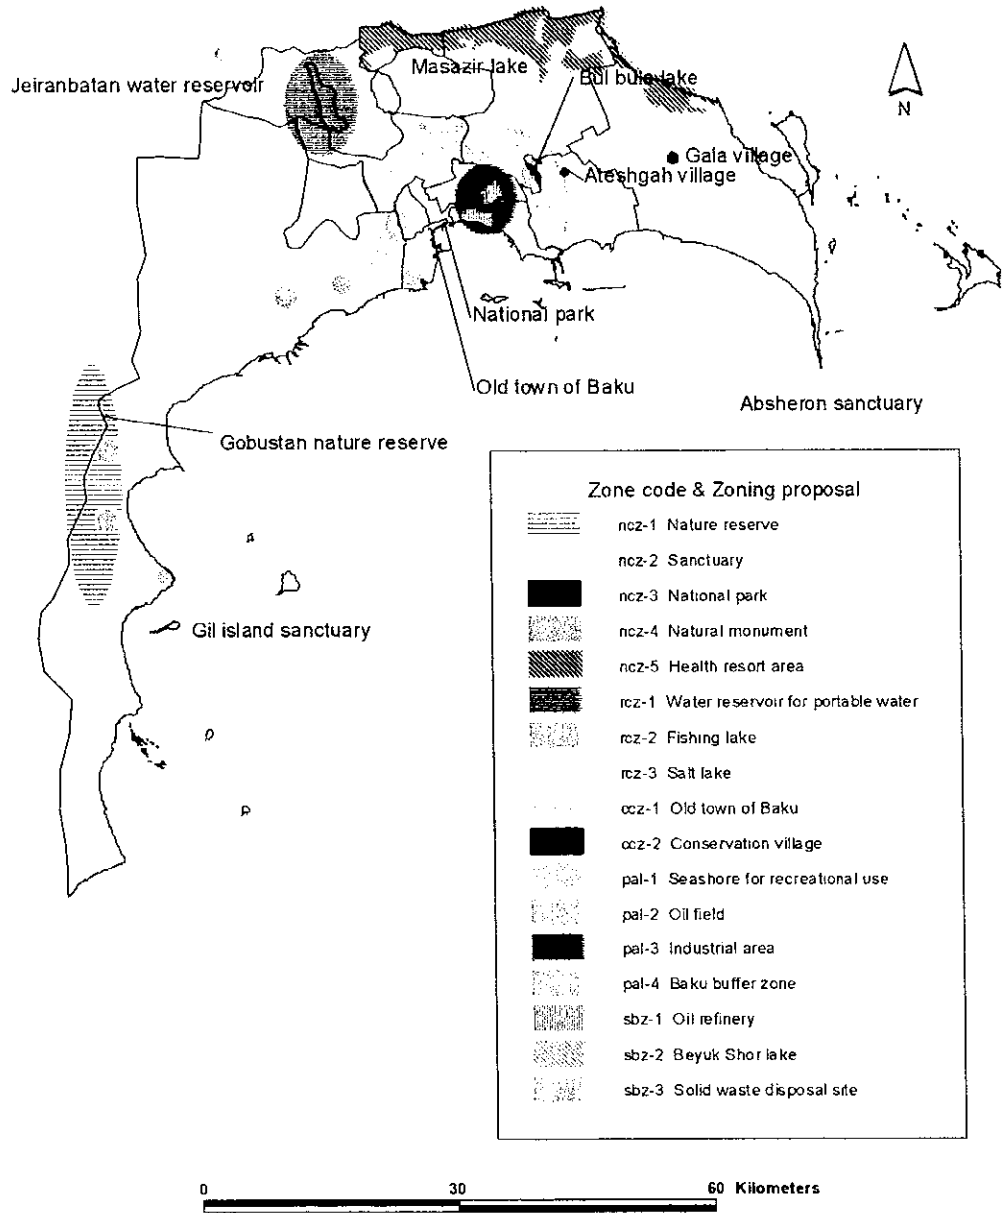 Masazir lake
Jeiranbatan water reservoir
Bul bule lake
N
Gala village
Ateshgah village
National park
Old town of Baku
Absheron sanctuary
Gobustan nature reserve
Gil island sanctuary
Zone code & Zoning proposal
ncz-1 Nature reserve
ncz-2 Sanctuary
ncz-3 National park
ncz-4 Natural monument
ncz-5 Health resort area
rcz-1 Water reservoir for portable water
rcz-2 Fishing lake
rcz-3 Salt lake
ccz-1 Old town of Baku
ccz-2 Conservation village
pal-1 Seashore for recreational use
pal-2 Oil field
pal-3 Industrial area
pal-4 Baku buffer zone
sbz-1 Oil refinery
sbz-2 Beyuk Shor lake
sbz-3 Solid waste disposal site
0 30 60 Kilometers